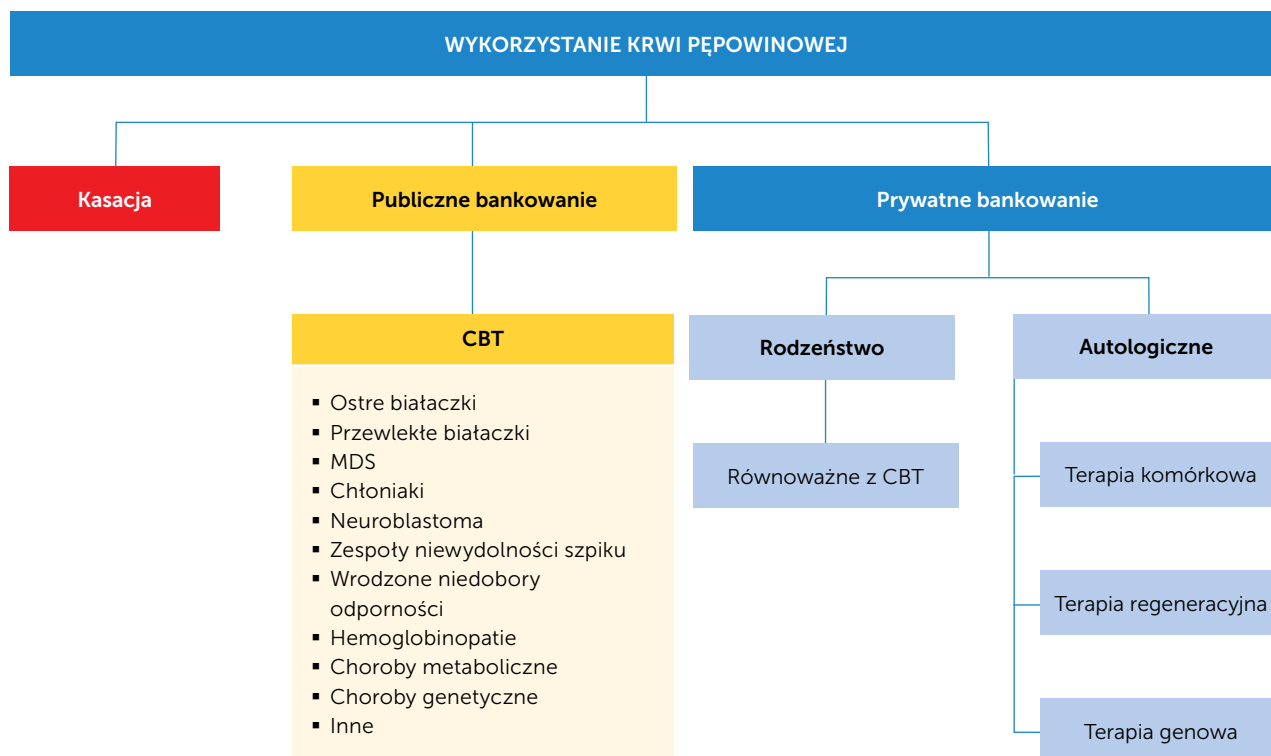 WYKORZYSTANIE KRWI PĘPOWINOWEJ
Kasacja
Publiczne bankowanie
Prywatne bankowanie
CBT
▪ Ostre białaczki
▪ Przewlekłe białaczki
▪ MDS
▪ Chłoniaki
▪ Neuroblastoma
▪ Zespoły niewydolności szpiku
▪ Wrodzone niedobory
odporności
▪ Hemoglobinopatie
▪ Choroby metaboliczne
▪ Choroby genetyczne
▪ Inne
Rodzeństwo
Równoważne z CBT
Autologiczne
Terapia komórkowa
Terapia regeneracyjna
Terapia genowa